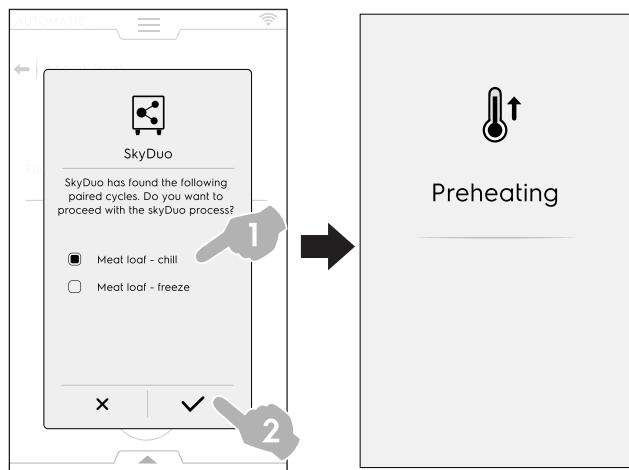 AUTOMATIC
SkyDuo
SkyDuo has found the following
paired cycles. Do you want to
proceed with the skyDuo process?
1
Meat loaf - chill
Meat loaf - freeze
2
Preheating